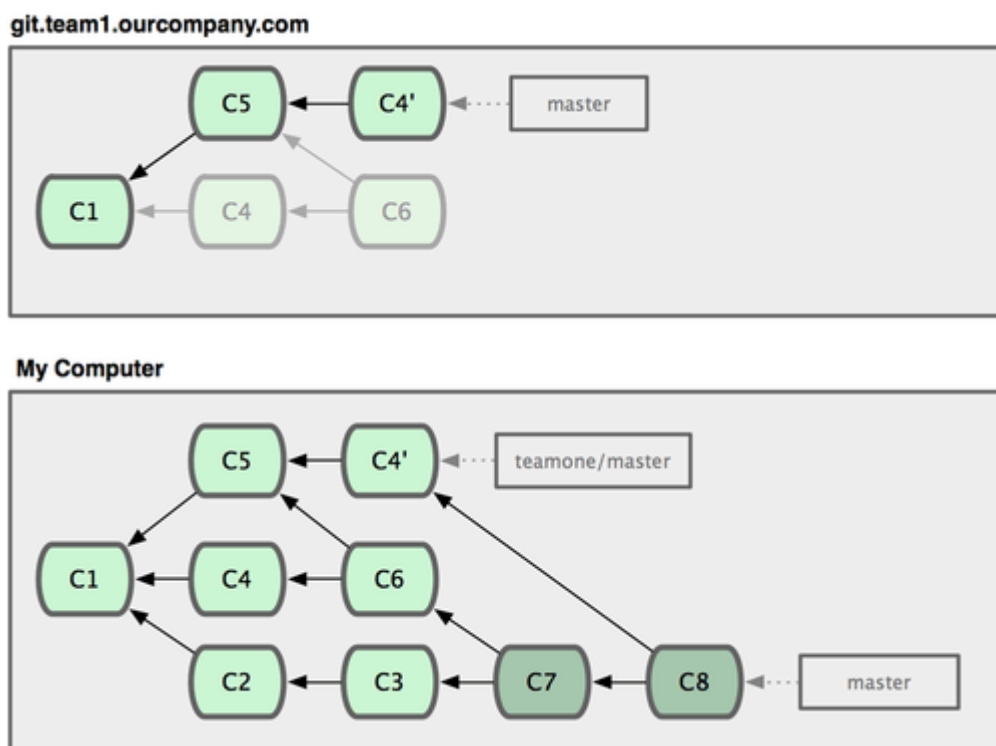 git.team1.ourcompany.com
C5 C4' master
C1 C4 C6
My Computer
C5 C4' teamone/master
C1 C4 C6
C2 C3 C7 C8 master